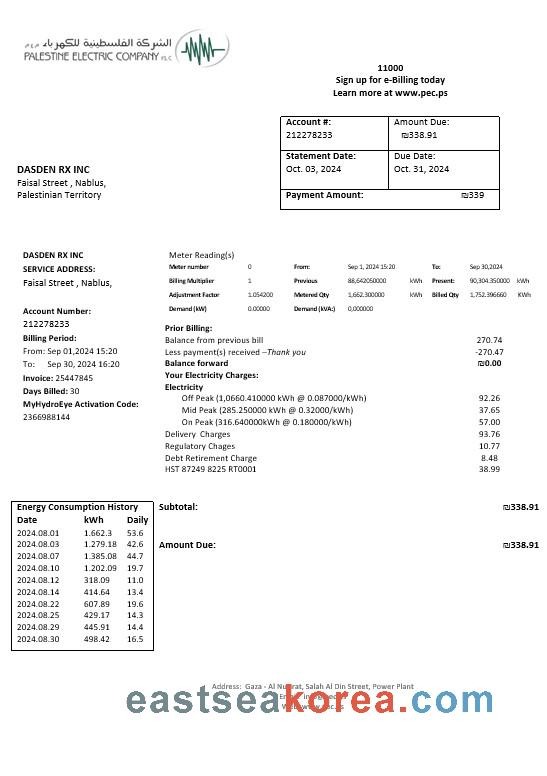 الشركة الفلسطينية للكهرباء م.ع.م
PALESTINE ELECTRIC COMPANY PLC
11000
Sign up for e-Billing today
Learn more at www.pec.ps
Account #: Amount Due:
212278233 ₪338.91
Statement Date: Due Date:
Oct. 03, 2024 Oct. 31, 2024
Payment Amount: ₪339
DASDEN RX INC
Faisal Street , Nablus,
Palestinian Territory
DASDEN RX INC
SERVICE ADDRESS:
Faisal Street , Nablus,
Account Number:
212278233
Billing Period:
From: Sep 01,2024 15:20
To: Sep 30, 2024 16:20
Invoice: 25447845
Days Billed: 30
MyHydroEye Activation Code:
2366988144
Meter Reading(s)
Meter number 0 From: Sep 1, 2024 15:20 To: Sep 30,2024
Billing Multiplier 1 Previous 88,642050000 kWh Present: 90,304.350000 kWh
Adjustment Factor 1.054200 Metered Qty 1,662.300000 kWh Billed Qty 1,752.396660 KWh
Demand (kW) 0.00000 Demand (kVA:) 0,000000
Prior Billing:
Balance from previous bill 270.74
Less payment(s) received –Thank you -270.47
Balance forward ₪0.00
Your Electricity Charges:
Electricity
Off Peak (1,0660.410000 kWh @ 0.087000/kWh) 92.26
Mid Peak (285.250000 kWh @ 0.32000/kWh) 37.65
On Peak (316.640000kWh @ 0.180000/kWh) 57.00
Delivery Charges 93.76
Regulatory Chages 10.77
Debt Retirement Charge 8.48
HST 87249 8225 RT0001 38.99
Energy Consumption History
Date kWh Daily
2024.08.01 1.662.3 53.6
2024.08.03 1.279.18 42.6
2024.08.07 1.385.08 44.7
2024.08.10 1.202.09 19.7
2024.08.12 318.09 11.0
2024.08.14 414.64 13.4
2024.08.22 607.89 19.6
2024.08.25 429.17 14.3
2024.08.29 445.91 14.4
2024.08.30 498.42 16.5
Subtotal: ₪338.91
Amount Due: ₪338.91
Address: Gaza - Al Nusirat, Salah Al Din Street, Power Plant
eastseakorea.com